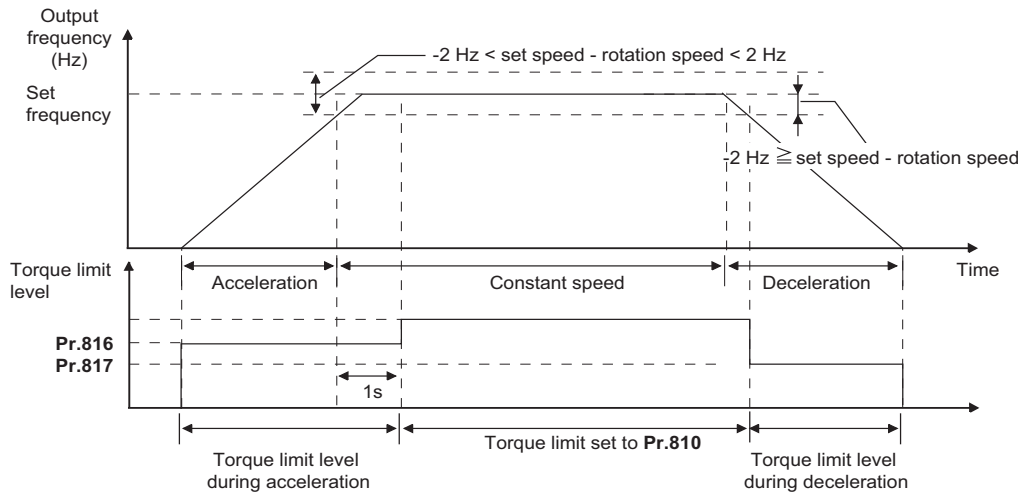 Output
frequency
(Hz)
-2 Hz < set speed - rotation speed < 2 Hz
Set
frequency
-2 Hz ≧ set speed - rotation speed
Time
Torque limit
level
Acceleration
Constant speed
Deceleration
Pr.816
Pr.817
1s
Torque limit set to Pr.810
Torque limit level
during acceleration
Torque limit level
during deceleration